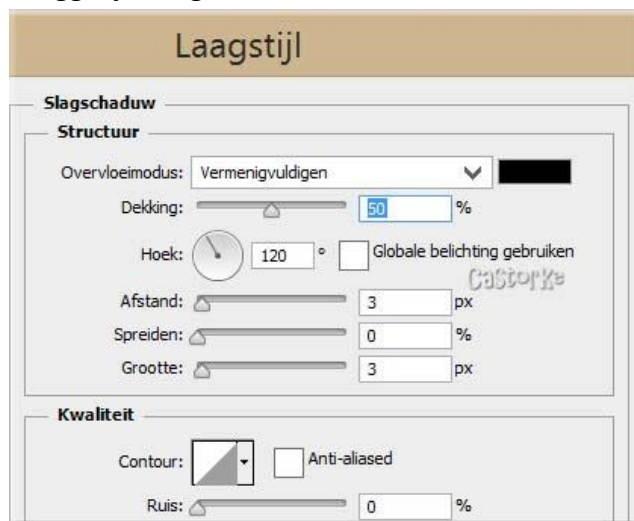 Laagstijl
Slagschaduw
Structuur
Overvloeimodus: Vermenigvuldigen
Dekking: 50 %
Hoek: 120 ° Globale belichting gebruiken
Castorke
Afstand: 3 px
Spreiden: 0 %
Grootte: 3 px
Kwaliteit
Contour: Anti-aliased
Ruis: 0 %